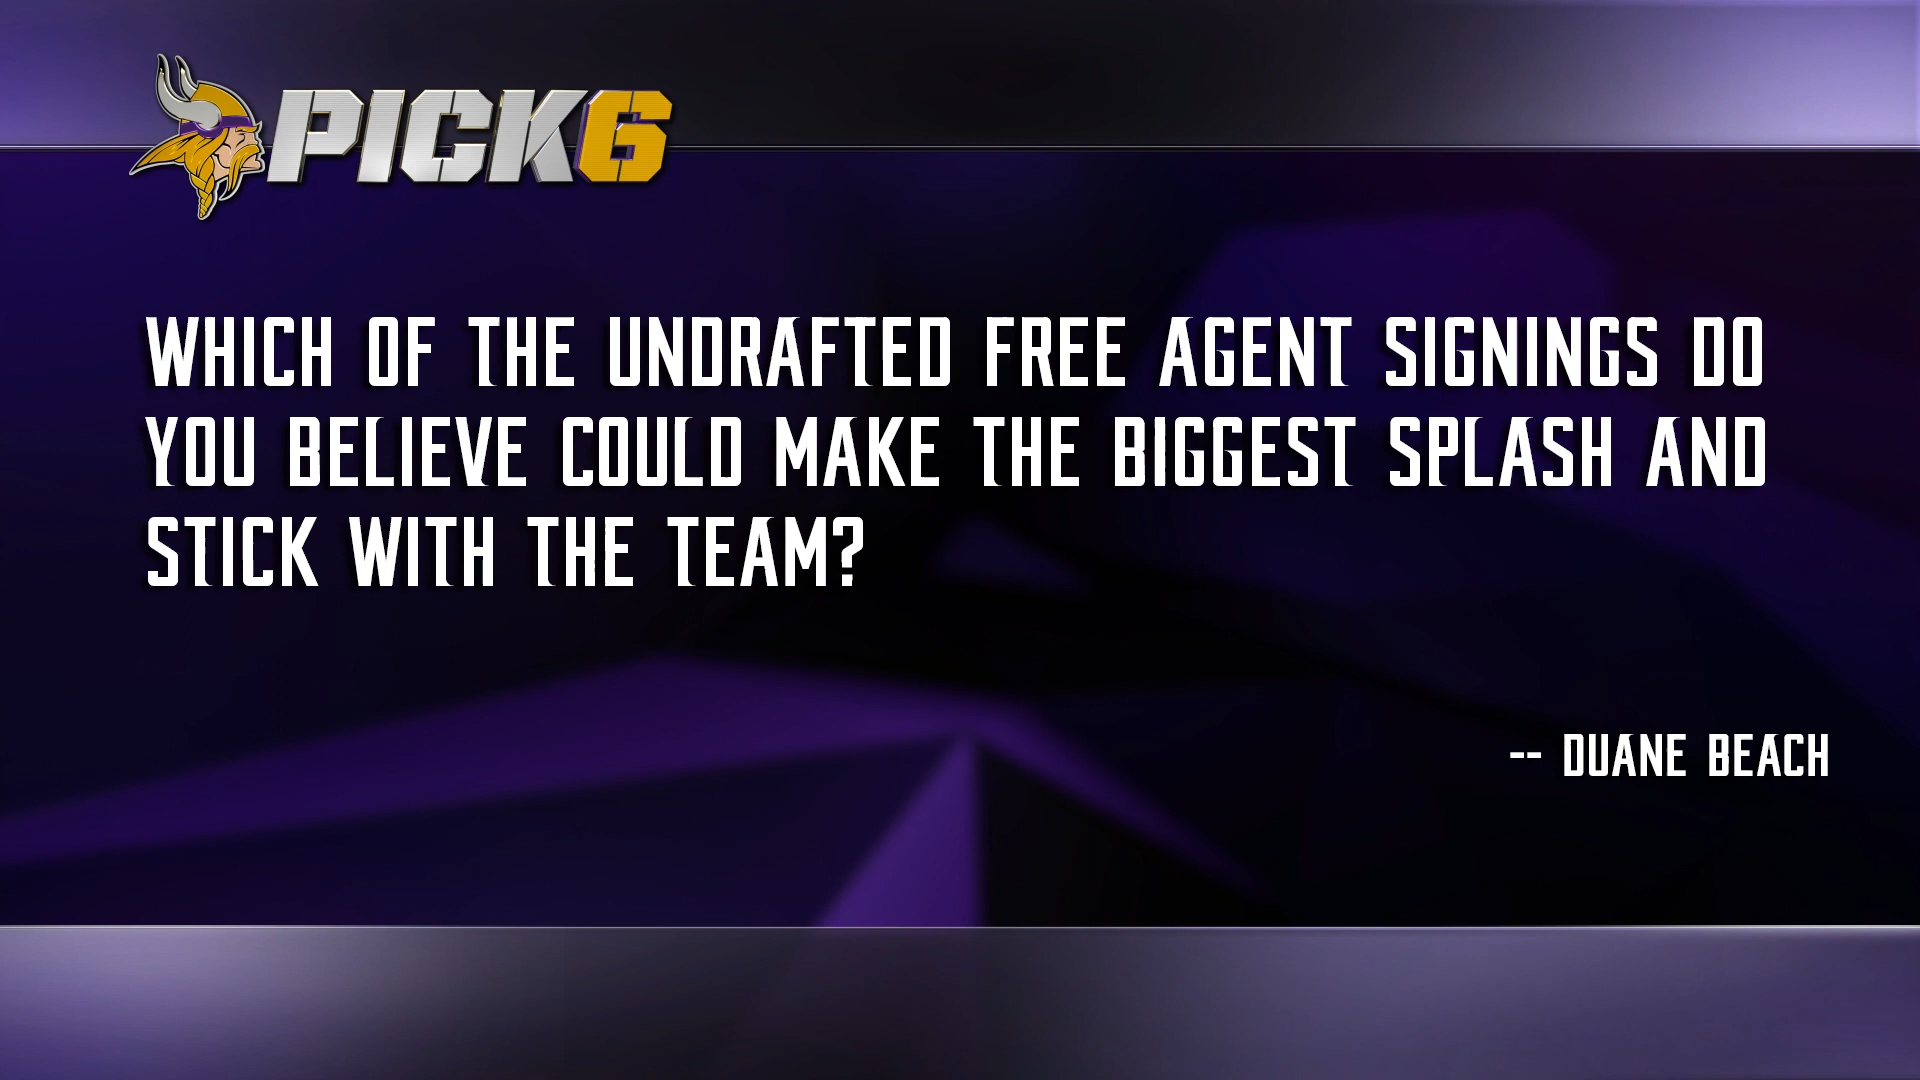 PICK6
WHICH OF THE UNDRAFTED FREE AGENT SIGNINGS DO
YOU BELIEVE COULD MAKE THE BIGGEST SPLASH AND
STICK WITH THE TEAM?
-- DUANE BEACH